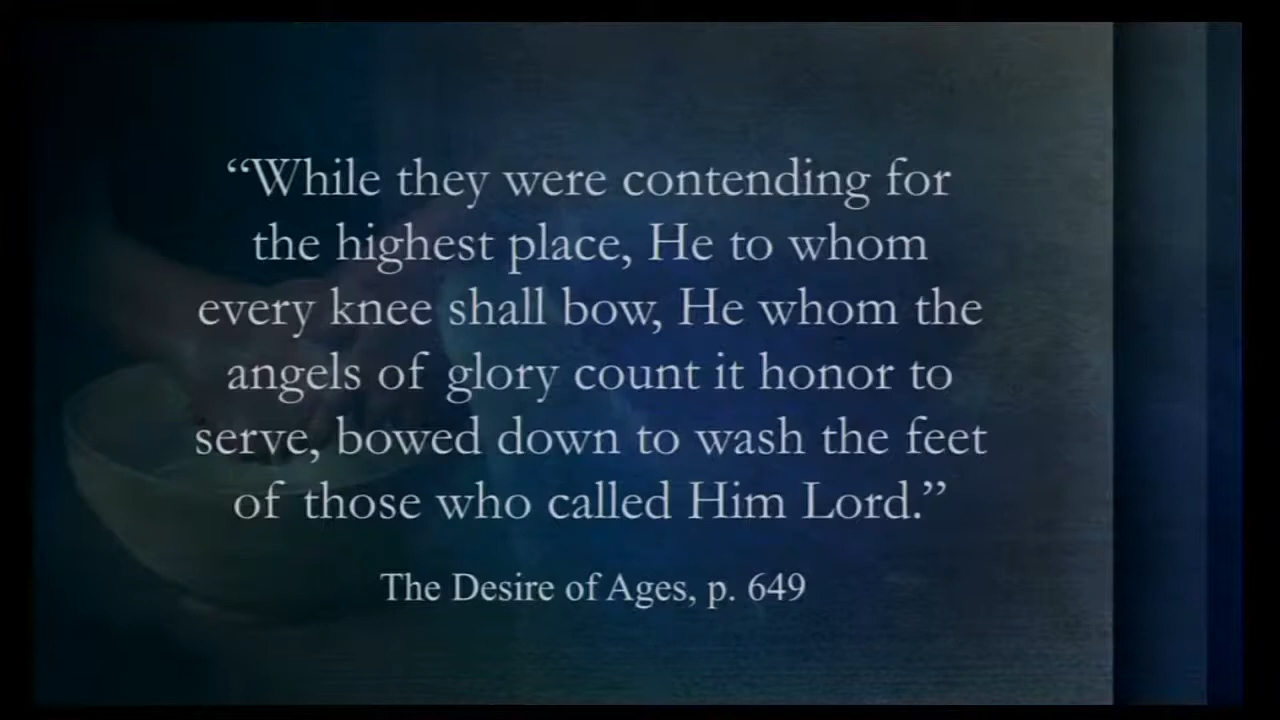 “While they were contending for
the highest place, He to whom
every knee shall bow, He whom the
angels of glory count it honor to
serve, bowed down to wash the feet
of those who called Him Lord.”
The Desire of Ages, p. 649